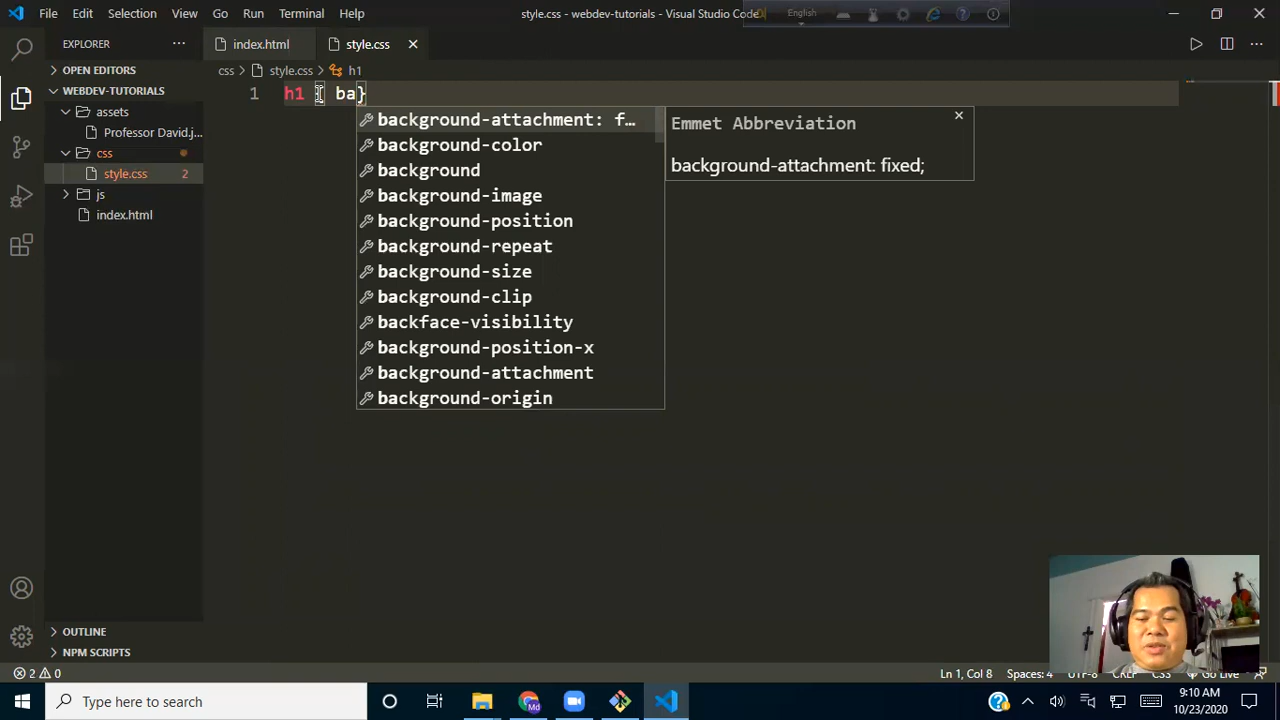 File Edit Selection View Go Run Terminal Help style.css - webdev-tutorials - Visual Studio Code English
EXPLORER index.html style.css
OPEN EDITORS
css style.css h1
WEBDEV-TUTORIALS
1 h1 { ba}
assets
Professor David.j...
css
style.css 2
js
index.html
background-attachment: f...
background-color
background
background-image
background-position
background-repeat
background-size
background-clip
backface-visibility
background-position-x
background-attachment
background-origin
Emmet Abbreviation
background-attachment: fixed;
OUTLINE
NPM SCRIPTS
2 0 Ln 1, Col 8 Spaces: 4 UTF-8 CSS Go Live
Type here to search
9:10 AM
10/23/2020